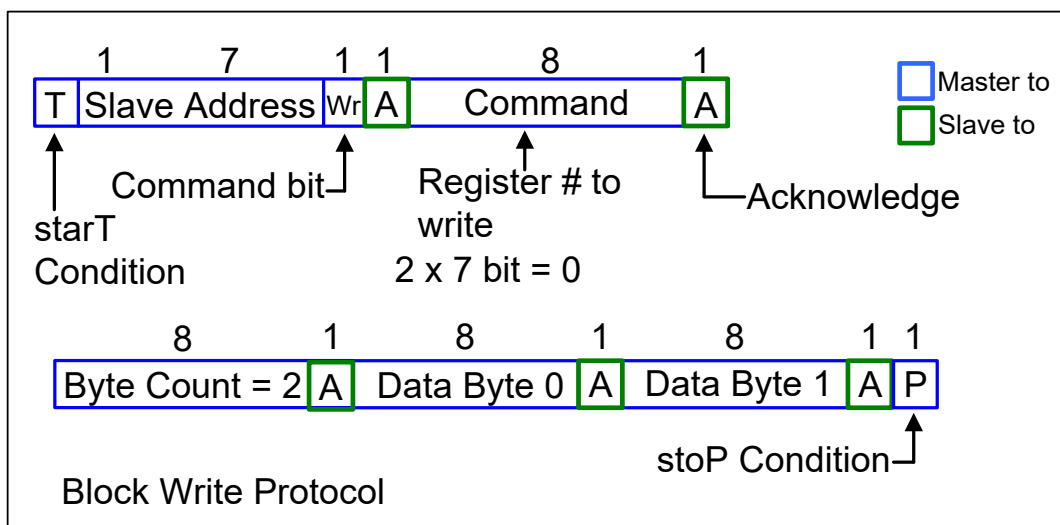 1 7 1 1 8 1
T Slave Address Wr A Command A
Master to
Slave to
Command bit
Register # to
write
Acknowledge
starT
Condition
2 x 7 bit = 0
8 1 8 1 8 1 1
Byte Count = 2 A Data Byte 0 A Data Byte 1 A P
stoP Condition
Block Write Protocol